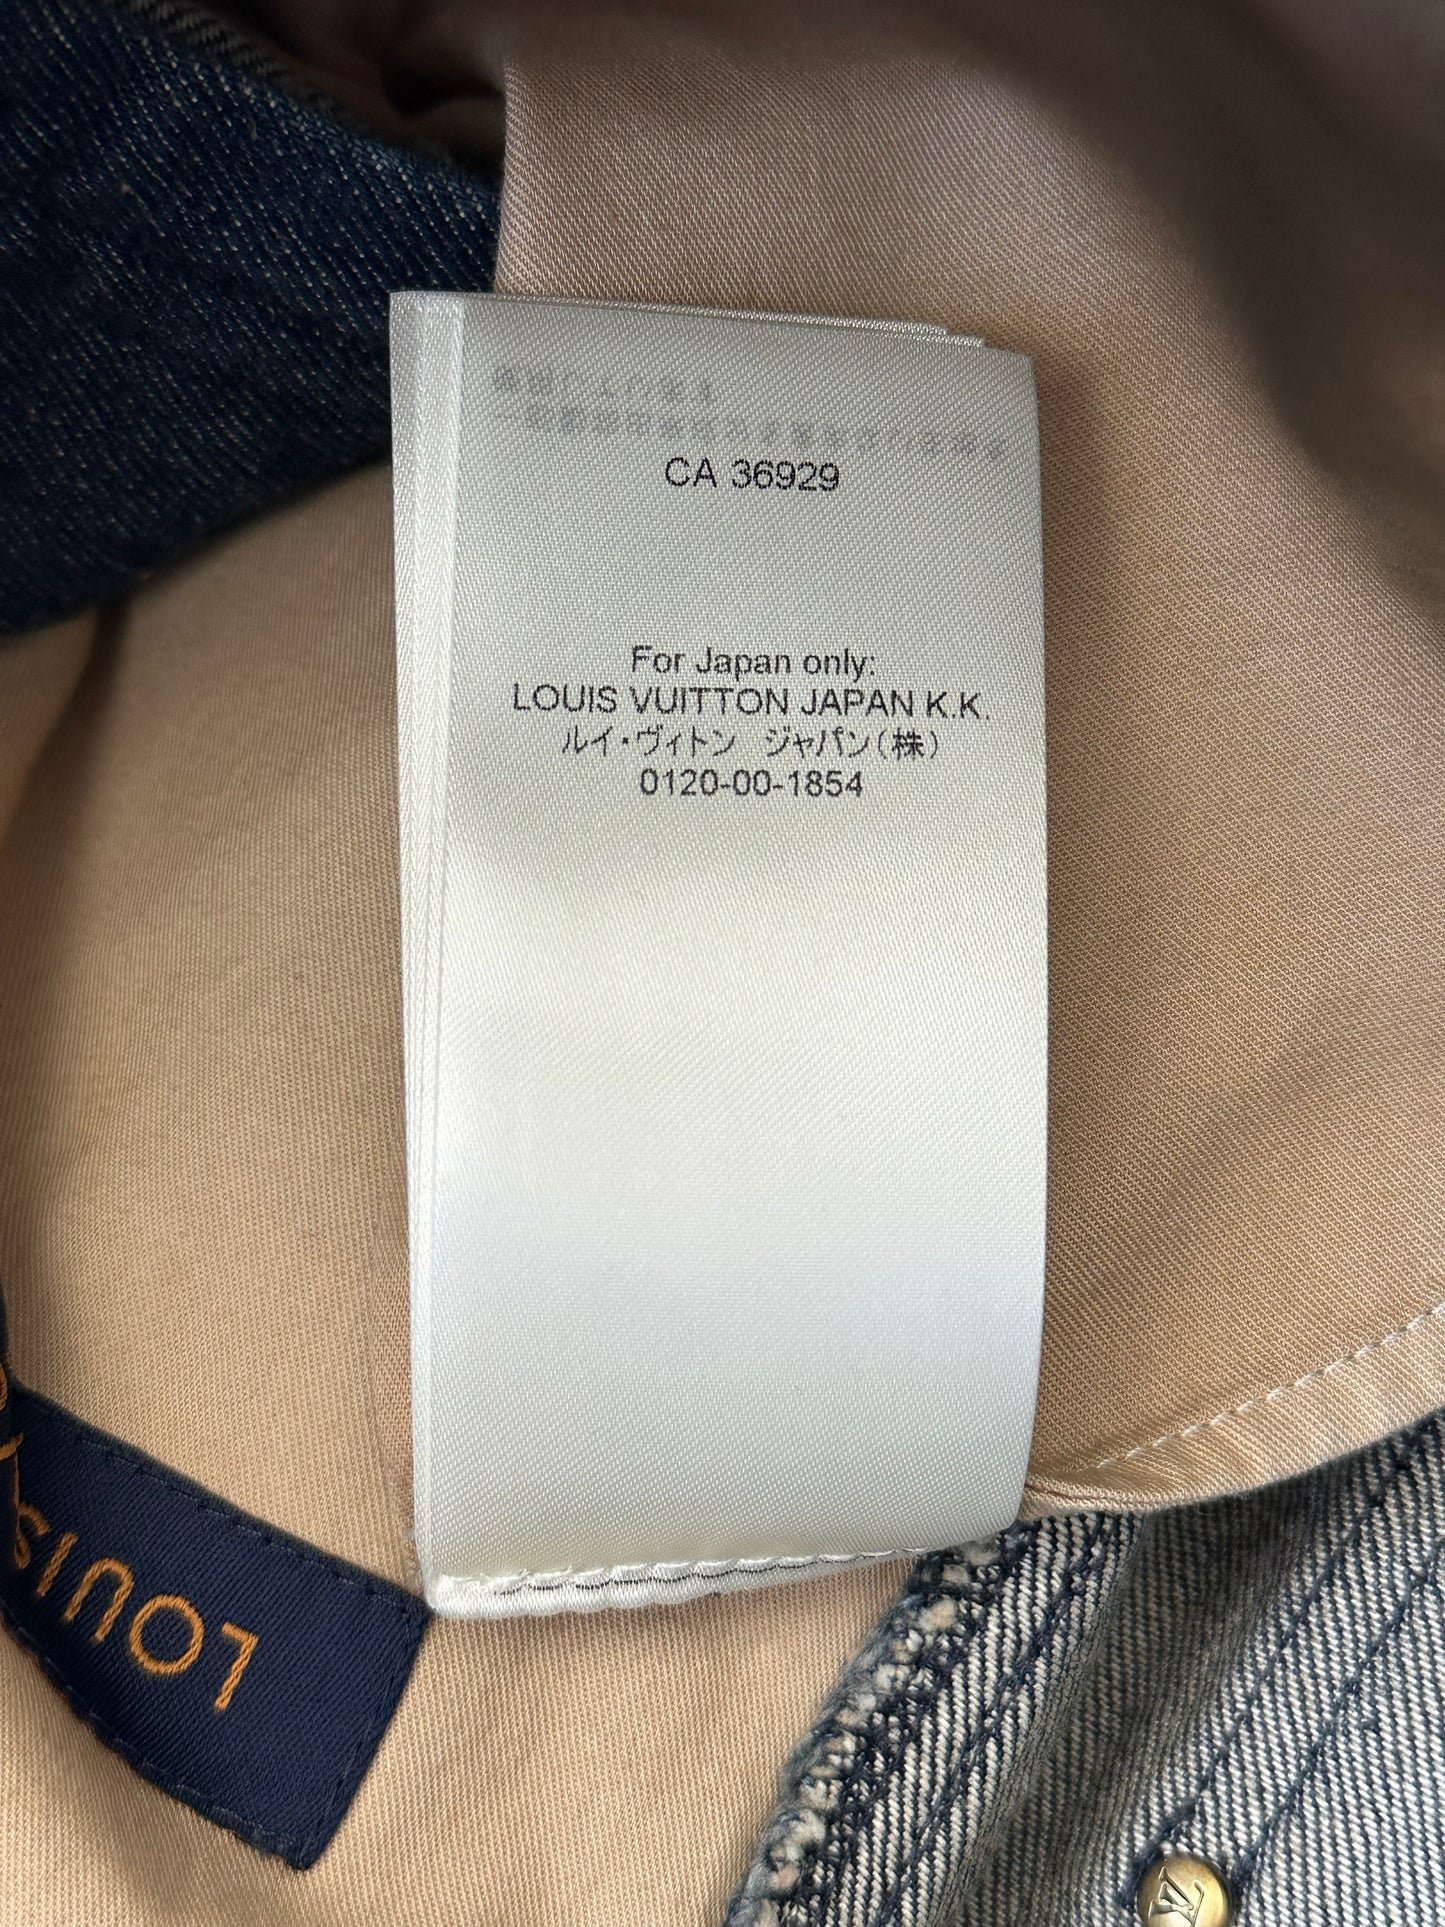 CA 36929
For Japan only:
LOUIS VUITTON JAPAN K.K.
ルイ・ヴィトン ジャパン(株)
0120-00-1854
LOUIS
LV